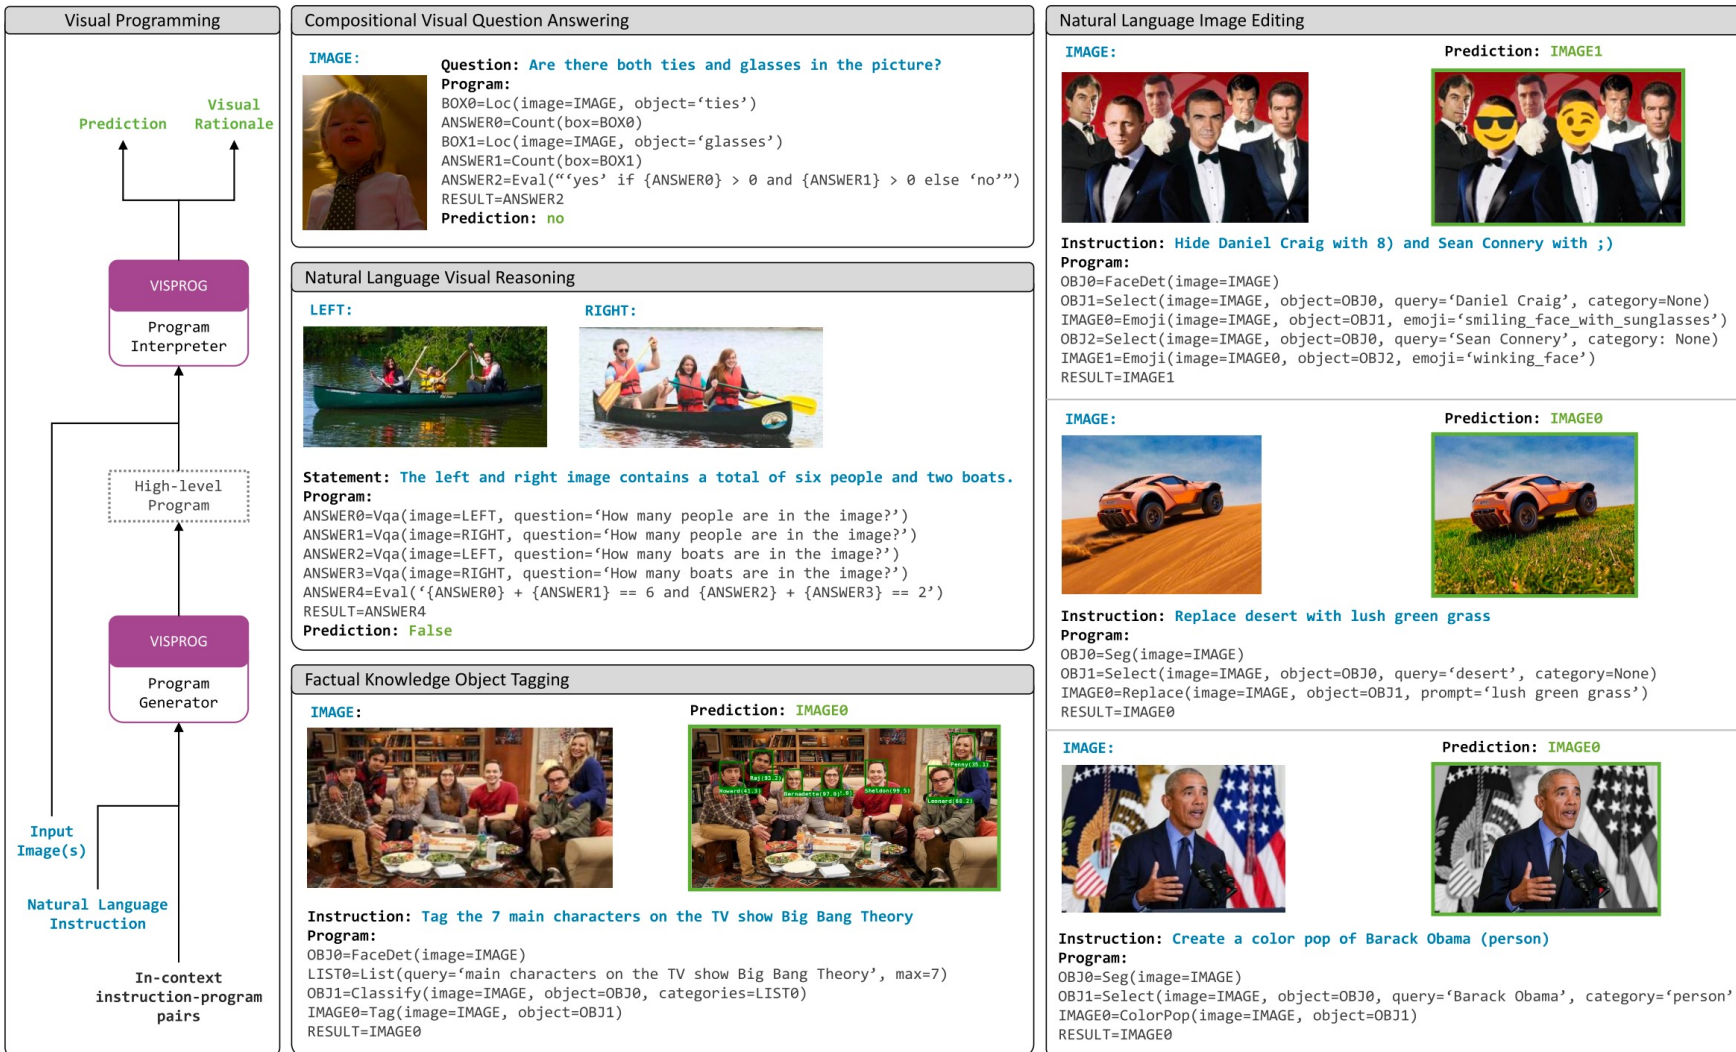 Visual Programming
Prediction
Visual
Rationale
VISPROG
Program
Interpreter
High-level
Program
VISPROG
Program
Generator
Input
Image(s)
Natural Language
Instruction
In-context
instruction-program
pairs
Compositional Visual Question Answering
IMAGE:
Question: Are there both ties and glasses in the picture?
Program:
BOX0=Loc(image=IMAGE, object=‘ties’)
ANSWER0=Count(box=BOX0)
BOX1=Loc(image=IMAGE, object=‘glasses’)
ANSWER1=Count(box=BOX1)
ANSWER2=Eval(“‘yes’ if {ANSWER0} > 0 and {ANSWER1} > 0 else ‘no’”)
RESULT=ANSWER2
Prediction: no
Natural Language Visual Reasoning
LEFT:
RIGHT:
Statement: The left and right image contains a total of six people and two boats.
Program:
ANSWER0=Vqa(image=LEFT, question=‘How many people are in the image?’)
ANSWER1=Vqa(image=RIGHT, question=‘How many people are in the image?’)
ANSWER2=Vqa(image=LEFT, question=‘How many boats are in the image?’)
ANSWER3=Vqa(image=RIGHT, question=‘How many boats are in the image?’)
ANSWER4=Eval(‘{ANSWER0} + {ANSWER1} == 6 and {ANSWER2} + {ANSWER3} == 2’)
RESULT=ANSWER4
Prediction: False
Factual Knowledge Object Tagging
IMAGE:
Prediction: IMAGE0
Penny(35.1)
Raj(93.2)
Howard(41.3)
Bernadette(97.0)
Sheldon(99.5)
Leonard(88.2)
Instruction: Tag the 7 main characters on the TV show Big Bang Theory
Program:
OBJ0=FaceDet(image=IMAGE)
LIST0=List(query=‘main characters on the TV show Big Bang Theory’, max=7)
OBJ1=Classify(image=IMAGE, object=OBJ0, categories=LIST0)
IMAGE0=Tag(image=IMAGE, object=OBJ1)
RESULT=IMAGE0
Natural Language Image Editing
IMAGE:
Prediction: IMAGE1
Instruction: Hide Daniel Craig with 8) and Sean Connery with ;)
Program:
OBJ0=FaceDet(image=IMAGE)
OBJ1=Select(image=IMAGE, object=OBJ0, query=‘Daniel Craig’, category=None)
IMAGE0=Emoji(image=IMAGE, object=OBJ1, emoji=‘smiling_face_with_sunglasses’)
OBJ2=Select(image=IMAGE, object=OBJ0, query=‘Sean Connery’, category: None)
IMAGE1=Emoji(image=IMAGE0, object=OBJ2, emoji=‘winking_face’)
RESULT=IMAGE1
IMAGE:
Prediction: IMAGE0
Instruction: Replace desert with lush green grass
Program:
OBJ0=Seg(image=IMAGE)
OBJ1=Select(image=IMAGE, object=OBJ0, query=‘desert’, category=None)
IMAGE0=Replace(image=IMAGE, object=OBJ1, prompt=‘lush green grass’)
RESULT=IMAGE0
IMAGE:
Prediction: IMAGE0
Instruction: Create a color pop of Barack Obama (person)
Program:
OBJ0=Seg(image=IMAGE)
OBJ1=Select(image=IMAGE, object=OBJ0, query=‘Barack Obama’, category=‘person’
IMAGE0=ColorPop(image=IMAGE, object=OBJ1)
RESULT=IMAGE0